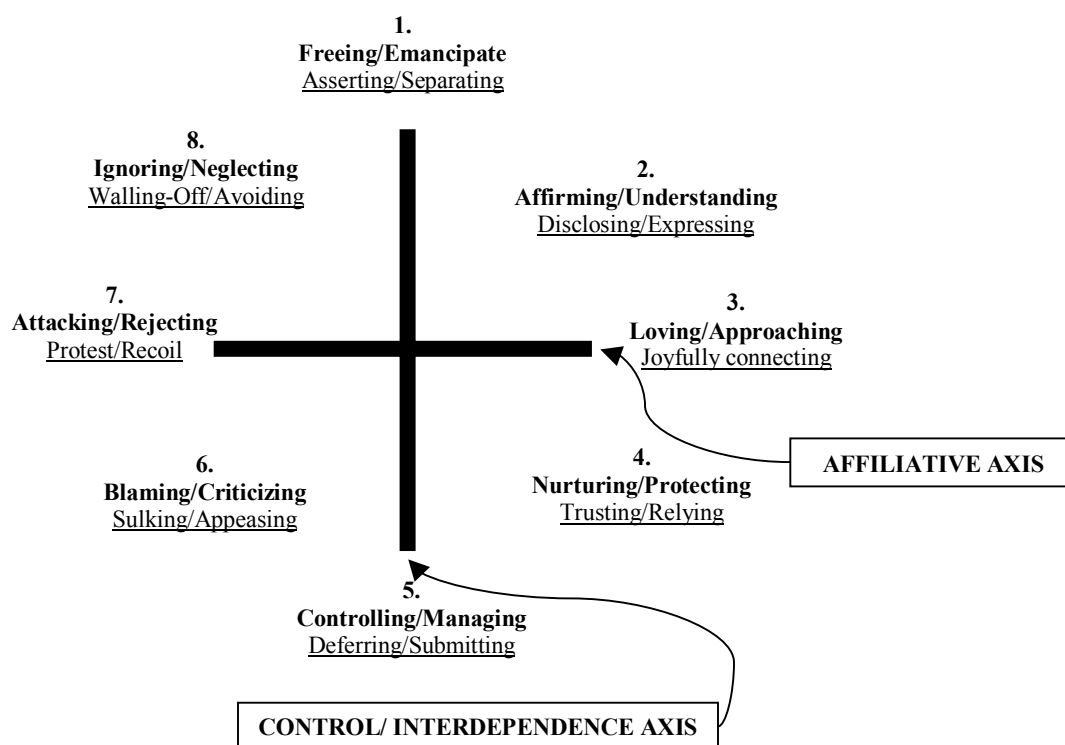 1.
Freeing/Emancipate
Asserting/Separating
8.
Ignoring/Neglecting
Walling-Off/Avoiding
2.
Affirming/Understanding
Disclosing/Expressing
7.
Attacking/Rejecting
Protest/Recoil
3.
Loving/Approaching
Joyfully connecting
6.
Blaming/Criticizing
Sulking/Appeasing
4.
Nurturing/Protecting
Trusting/Relying
AFFILIATIVE AXIS
5.
Controlling/Managing
Deferring/Submitting
CONTROL/ INTERDEPENDENCE AXIS